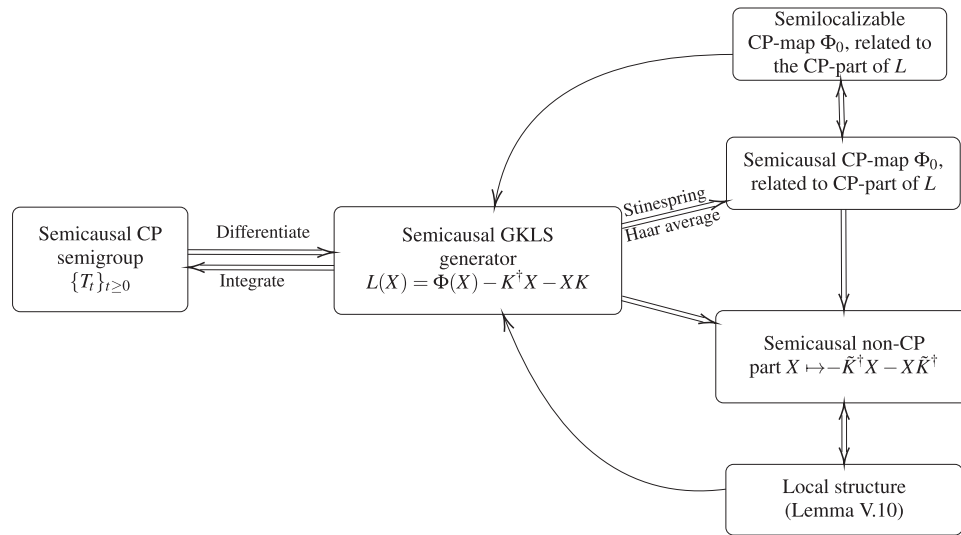 Semilocalizable
CP-map Φ₀, related to
the CP-part of L
Semicausal CP-map Φ₀,
related to CP-part of L
Stinespring
Haar average
Semicausal CP
semigroup
{Tₜ}ₜ≥₀
Differentiate
Integrate
Semicausal GKLS
generator
L(X) = Φ(X) − K†X − XK
Semicausal non-CP
part X ↦ −K̃†X − XK̃†
Local structure
(Lemma V.10)